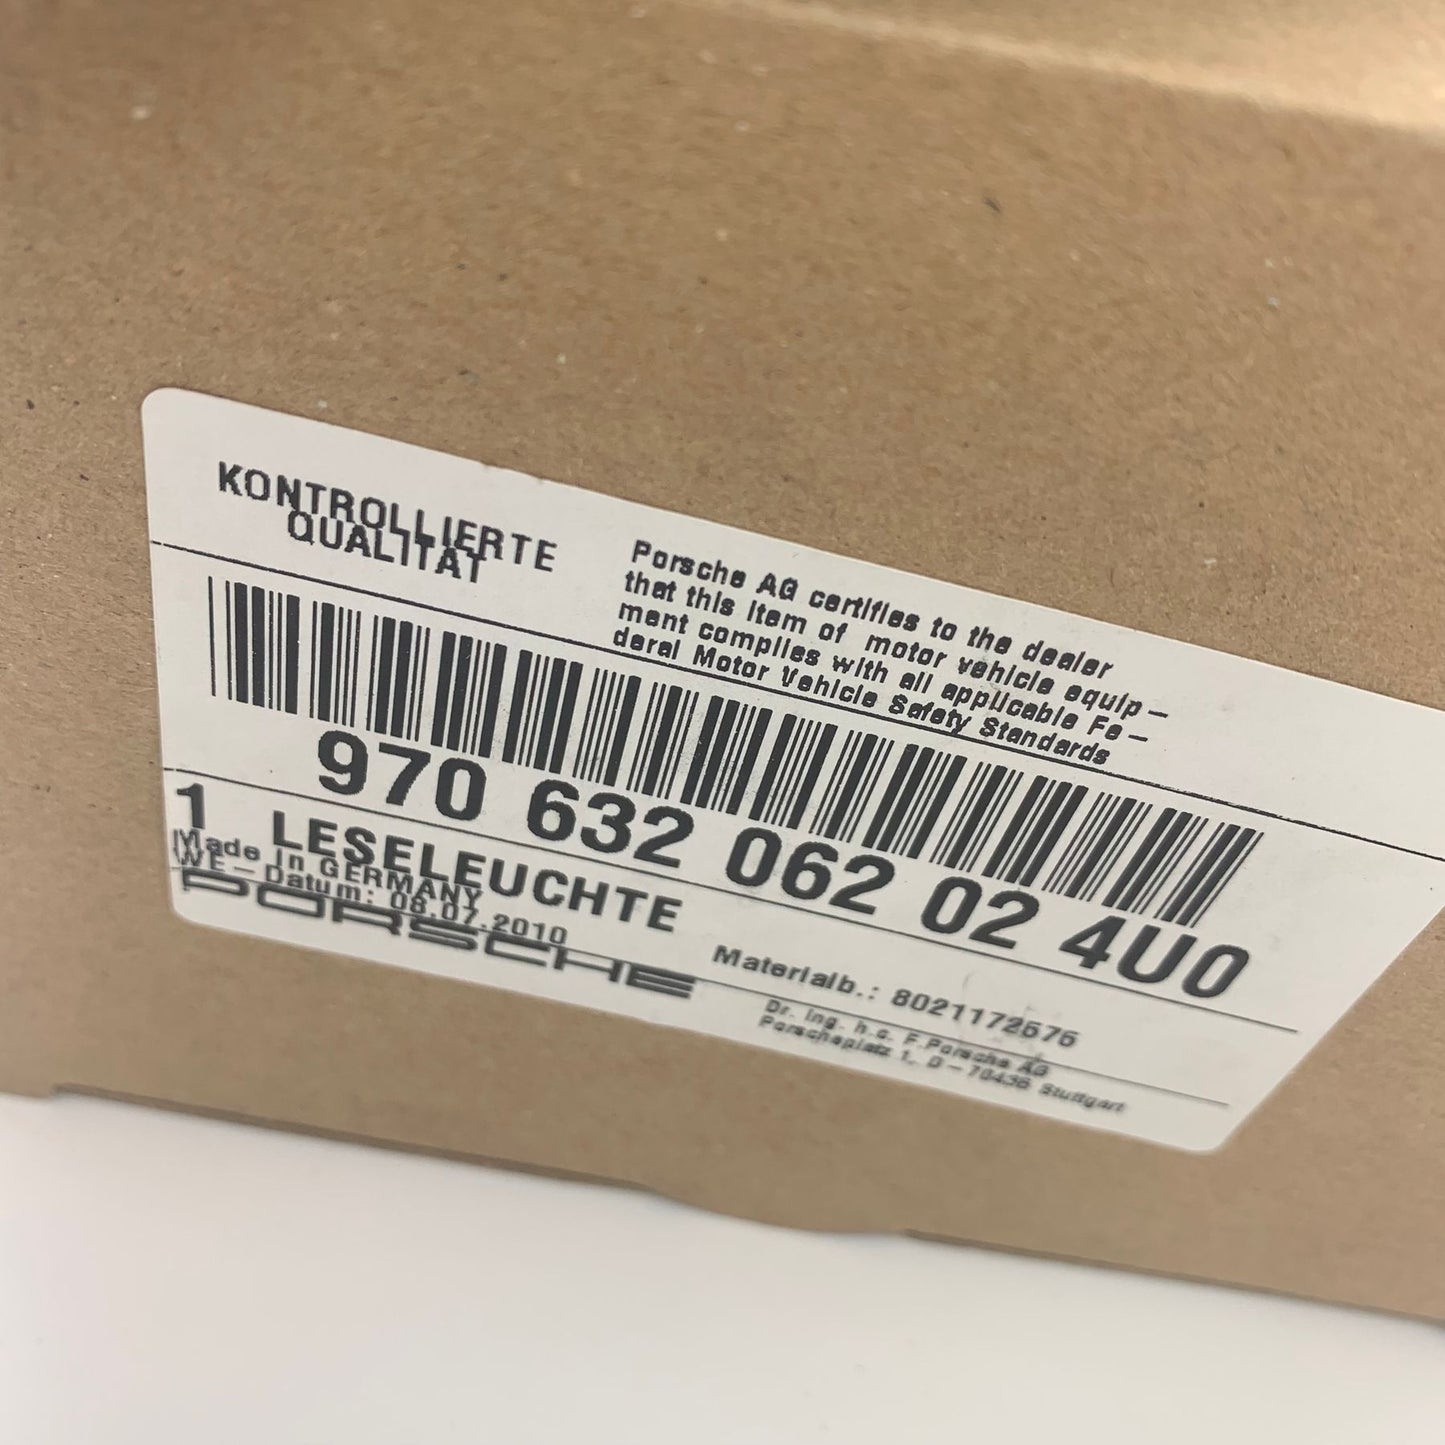 KONTROLLIERTE
QUALITÄT
Porsche AG certifies to the dealer
that this item of motor vehicle equip-
ment complies with all applicable Fe-
deral Motor Vehicle Safety Standards
970 632 062 02 4U0
1 LESELEUCHTE
Made in GERMANY
WE-Datum: 08.07.2010
PORSCHE
Materialb.: 8021172676
Dr. Ing. h.c. F.Porsche AG
Porscheplatz 1, D-70436 Stuttgart